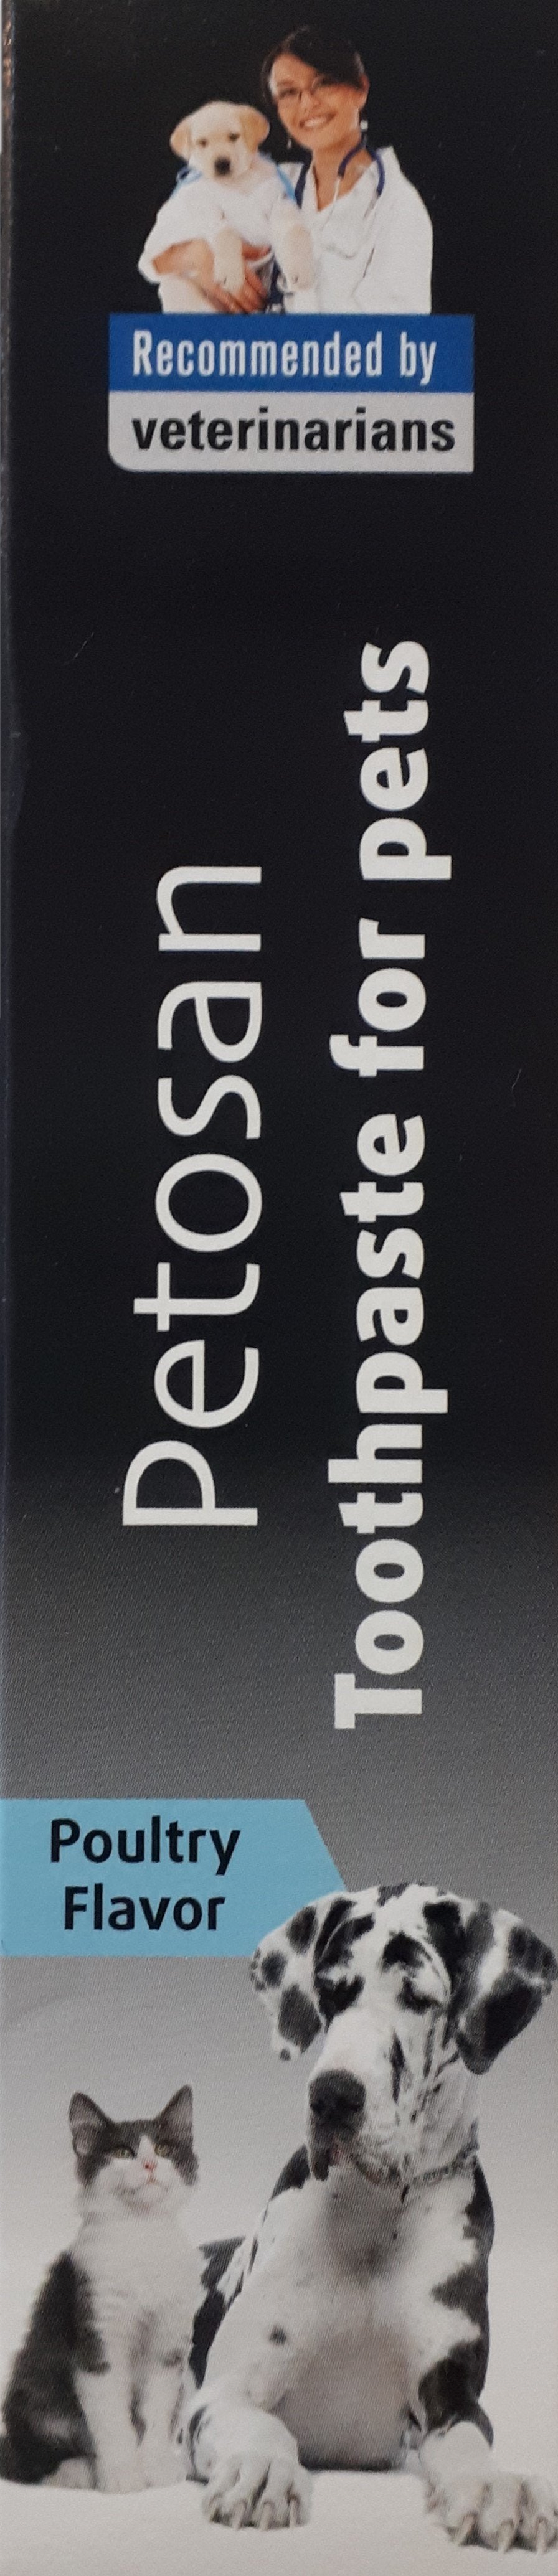 Recommended by
veterinarians
Petosan
Toothpaste for pets
Poultry
Flavor